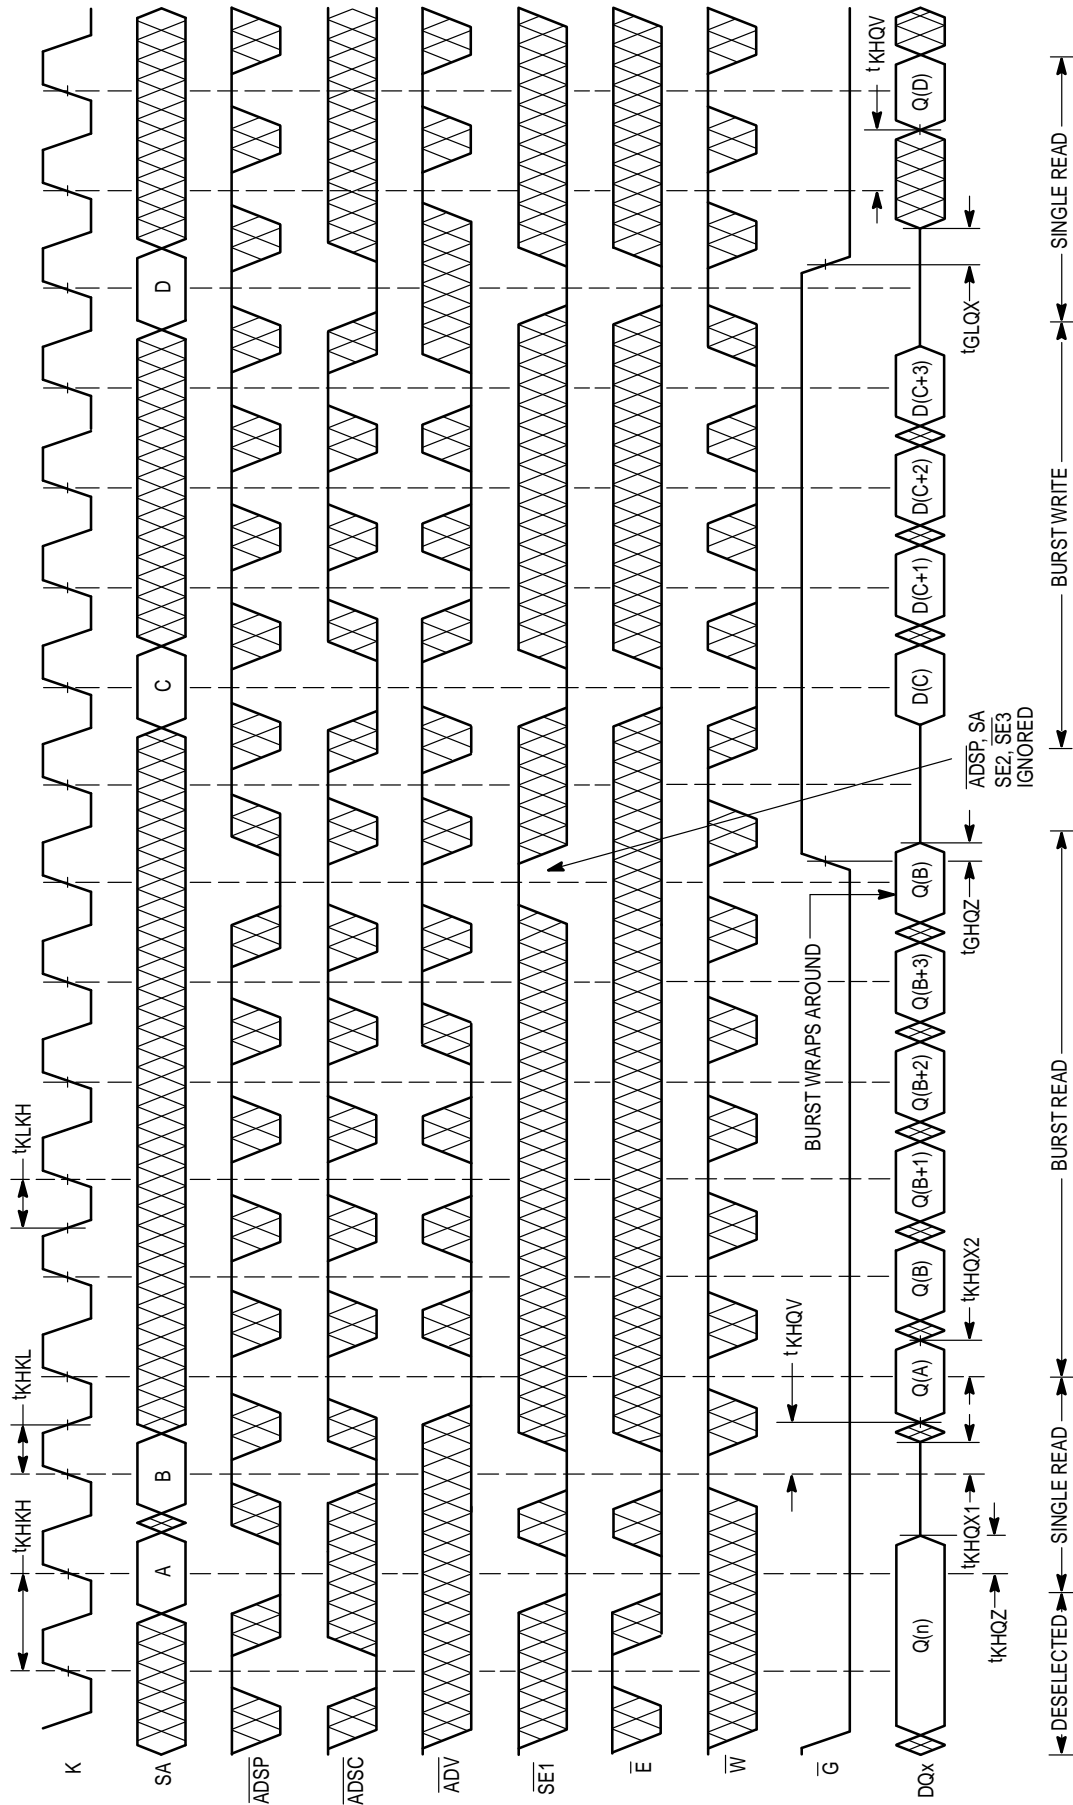 K
SA
ADSP
ADSC
ADV
SE1
E
W
G
DQx
tKHKH
tKHKL
tKLKH
A
B
C
D
tKHQV
BURST WRAPS AROUND
ADSP, SA
SE2, SE3
IGNORED
tKHQV
Q(n)
Q(A)
Q(B)
Q(B+1)
Q(B+2)
Q(B+3)
Q(B)
D(C)
D(C+1)
D(C+2)
D(C+3)
Q(D)
tKHQZ
tKHQX1
tKHQX2
tGHQZ
tGLQX
DESELECTED
SINGLE READ
BURST READ
BURST WRITE
SINGLE READ